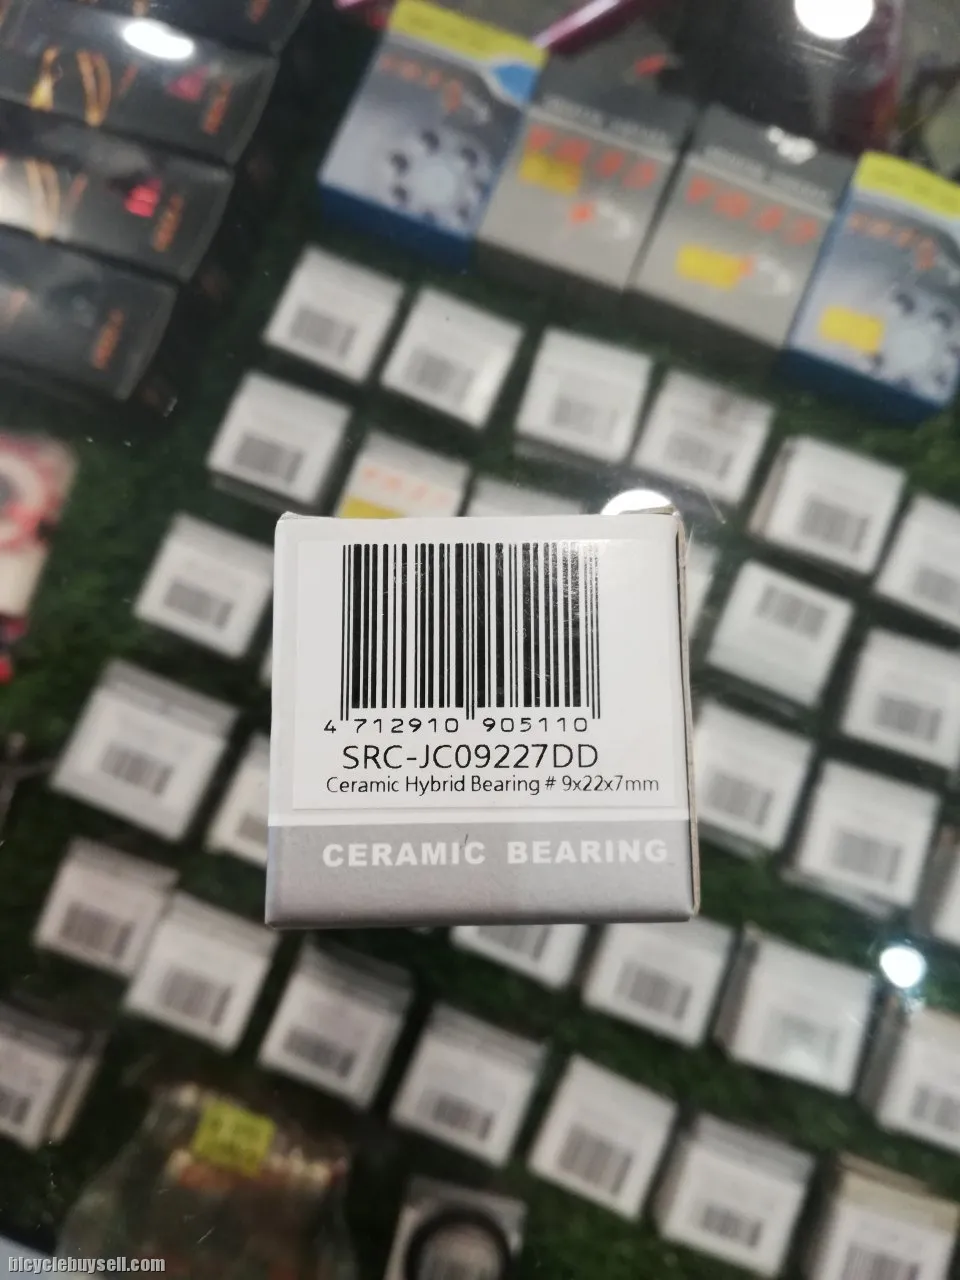 4 712910 905110
SRC-JC09227DD
Ceramic Hybrid Bearing # 9x22x7mm
CERAMIC BEARING
bicyclebuysell.com